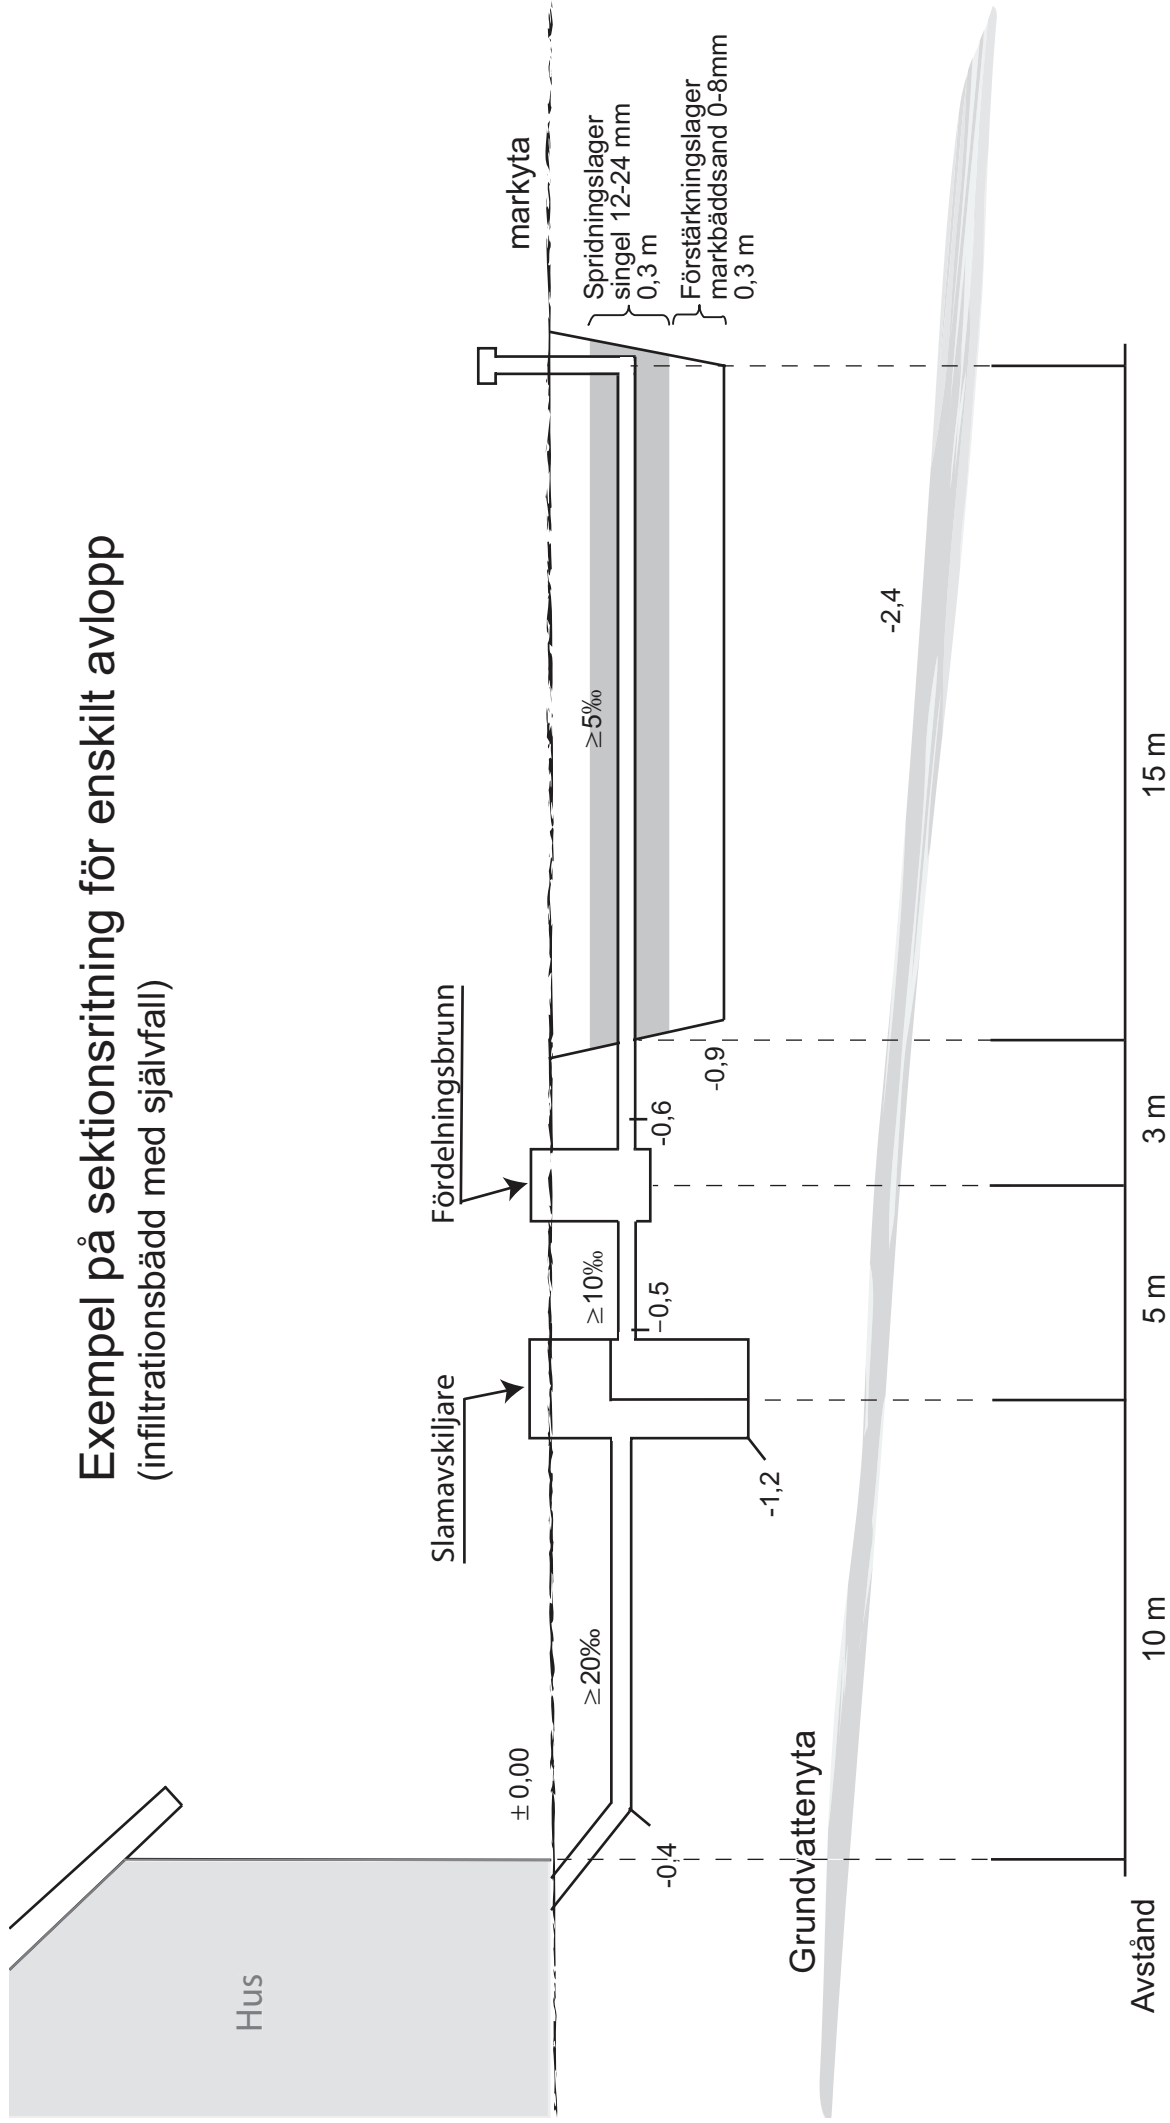 Exempel på sektionsritning för enskilt avlopp
(infiltrationsbädd med självfall)
Hus
±0,00
Slamavskiljare
Fördelningsbrunn
markyta
≥20‰
≥10‰
≥5‰
Spridningslager
singel 12-24 mm
0,3 m
Förstärkningslager
markbäddsand 0-8mm
0,3 m
-0,4
-1,2
–0,5
-0,6
-0,9
Grundvattenyta
-2,4
Avstånd
10 m
5 m
3 m
15 m